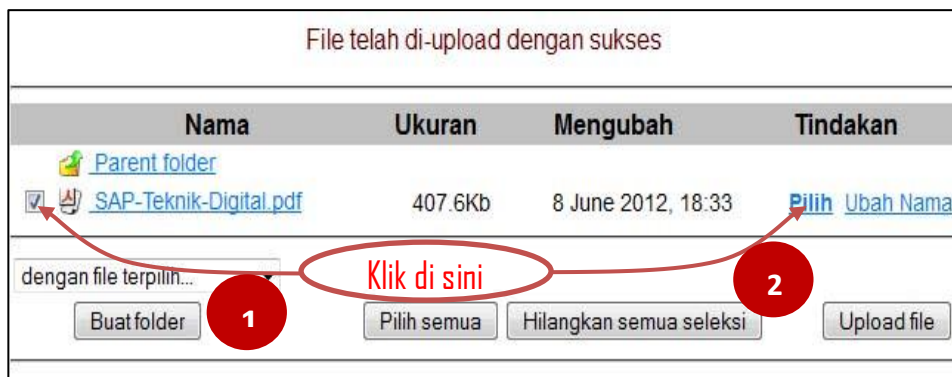 File telah di-upload dengan sukses
Nama Ukuran Mengubah Tindakan
Parent folder
SAP-Teknik-Digital.pdf 407.6Kb 8 June 2012, 18:33 Pilih Ubah Nama
dengan file terpilih... Klik di sini
1 2
Buat folder Pilih semua Hilangkan semua seleksi Upload file